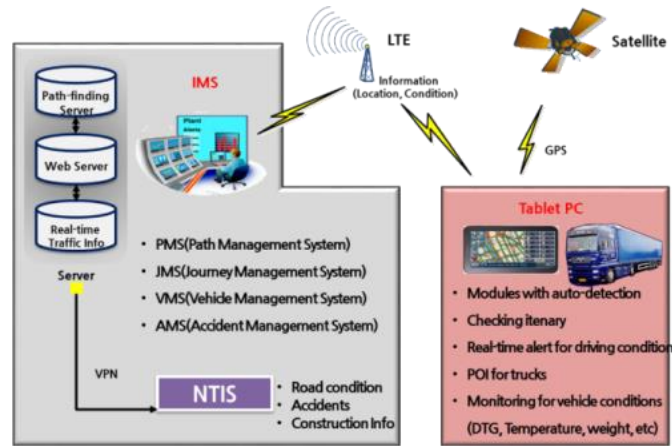 LTE
Satellite
IMS
Information
(Location, Condition)
Path-finding
Server
Plant
Web Server
GPS
Real-time
Traffic Info
Server
Tablet PC
• PMS(Path Management System)
• JMS(Journey Management System)
• VMS(Vehicle Management System)
• AMS(Accident Management System)
• Modules with auto-detection
• Checking itenary
• Real-time alert for driving condition
• POI for trucks
• Monitoring for vehicle conditions
(DTG, Temperature, weight, etc)
VPN
NTIS
• Road condition
• Accidents
• Construction Info